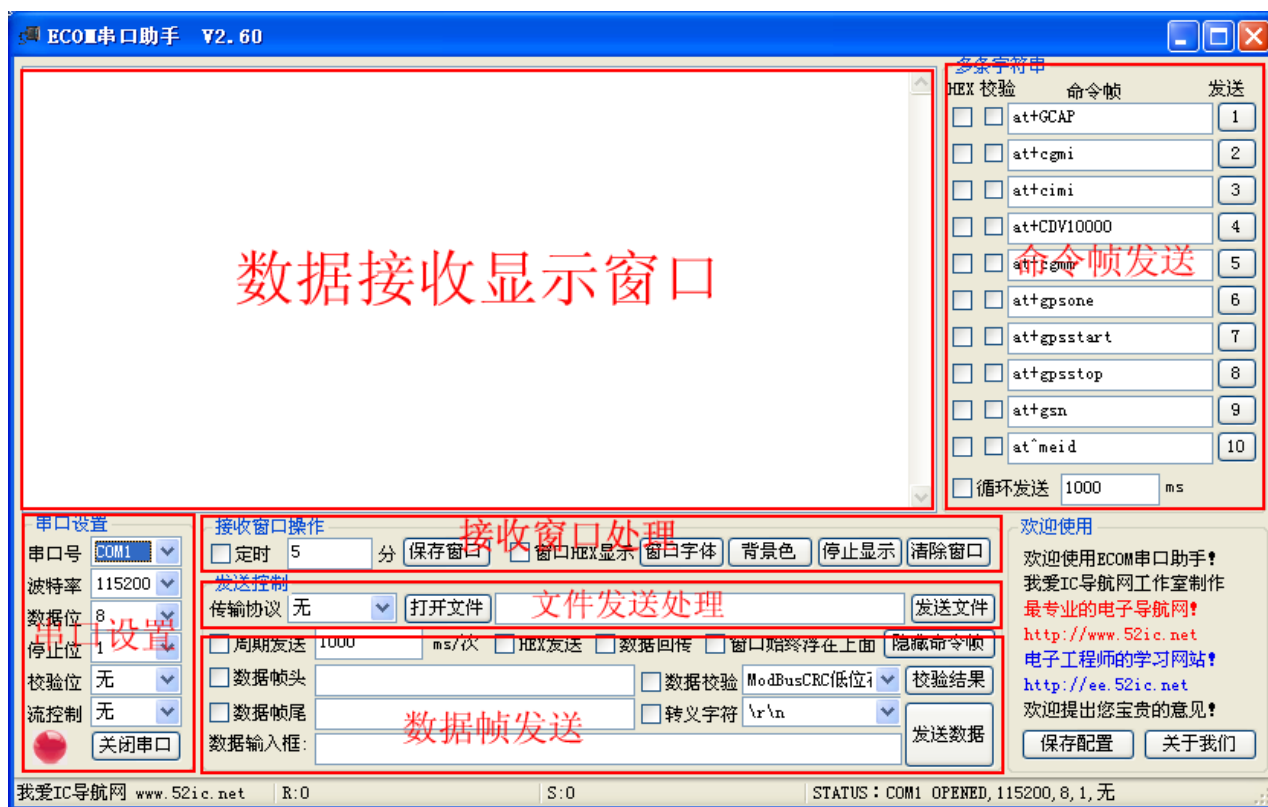 ECOM串口助手 V2.60
多条字符串
HEX 校验 命令帧 发送
at+GCAP 1
at+cgmi 2
at+cimi 3
at+CDV10000 4
at+cgmm 5
命令帧发送
at+gpsone 6
at+gpsstart 7
at+gpsstop 8
at+gsn 9
at^meid 10
循环发送 1000 ms
数据接收显示窗口
串口设置
串口号 COM1
波特率 115200
数据位 8
停止位 1
校验位 无
流控制 无
关闭串口
串口设置
接收窗口操作
接收窗口处理
定时 5 分 保存窗口 窗口HEX显示 窗口字体 背景色 停止显示 清除窗口
发送控制
传输协议 无 打开文件 发送文件
文件发送处理
周期发送 1000 ms/次 HEX发送 数据回传 窗口始终浮在上面 隐藏命令帧
数据帧头 数据校验 ModBusCRC低位 校验结果
数据帧尾 转义字符 \r\n
数据帧发送
数据输入框: 发送数据
欢迎使用
欢迎使用ECOM串口助手!
我爱IC导航网工作室制作
最专业的电子导航网!
http://www.52ic.net
电子工程师的学习网站!
http://ee.52ic.net
欢迎提出您宝贵的意见!
保存配置 关于我们
我爱IC导航网 www.52ic.net R:0 S:0 STATUS:COM1 OPENED,115200,8,1,无